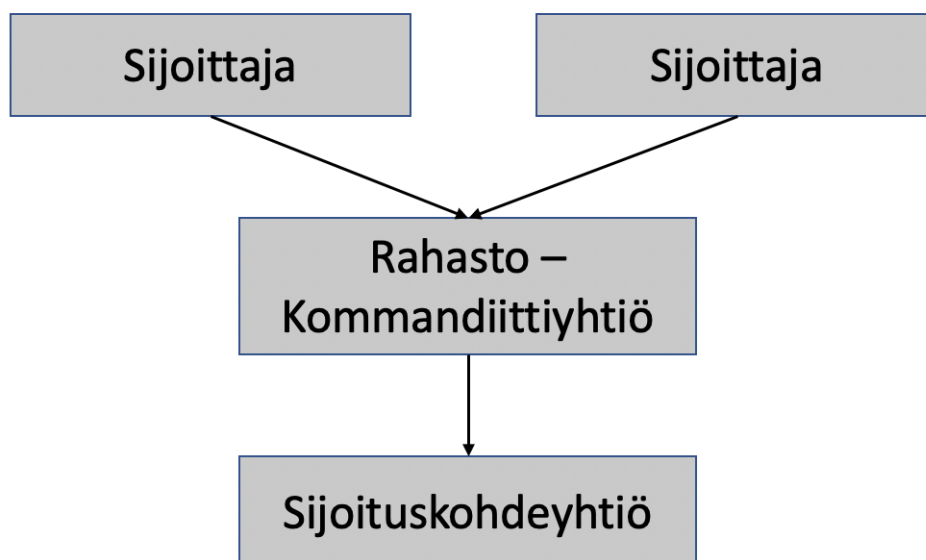 Sijoittaja
Sijoittaja
Rahasto –
Kommandiittiyhtiö
Sijoituskohdeyhtiö